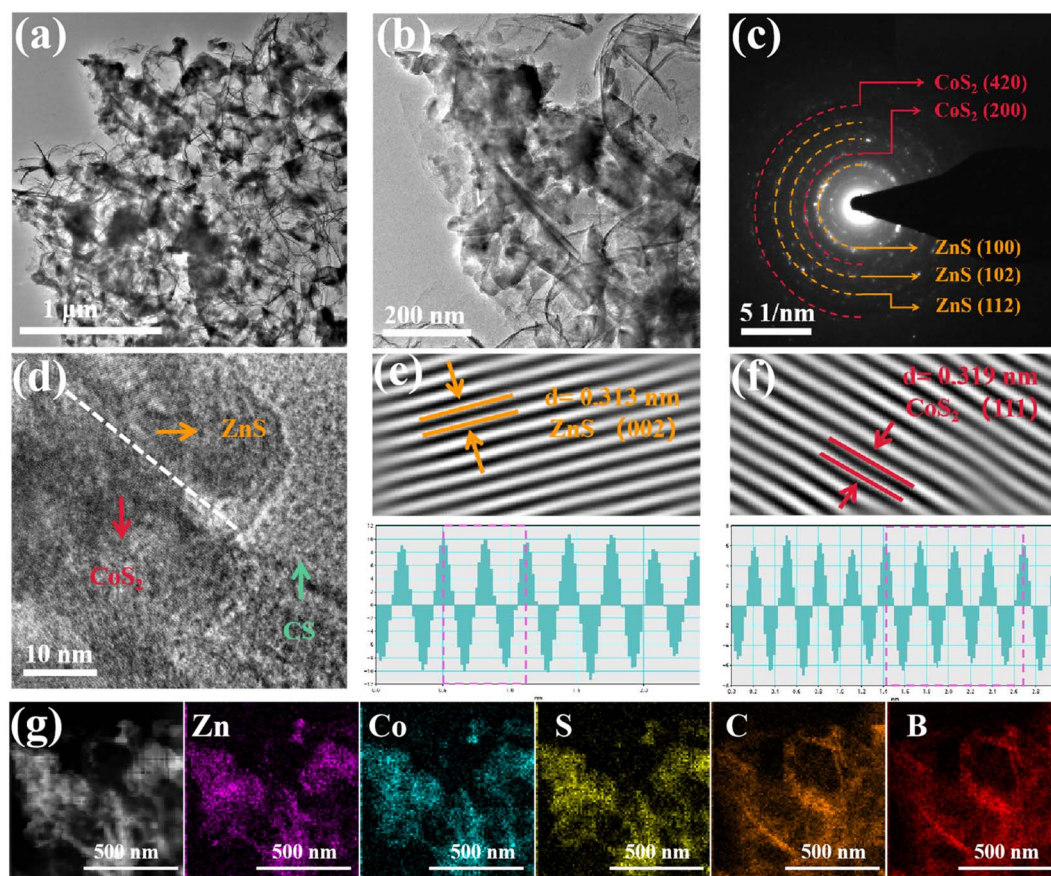 (a)
1 μm
(b)
200 nm
(c)
CoS₂ (420)
CoS₂ (200)
ZnS (100)
ZnS (102)
ZnS (112)
5 1/nm
(d)
ZnS
CoS₂
CS
10 nm
(e)
d= 0.313 nm
ZnS (002)
(f)
d= 0.319 nm
CoS₂ (111)
(g)
500 nm
Zn
500 nm
Co
500 nm
S
500 nm
C
500 nm
B
500 nm